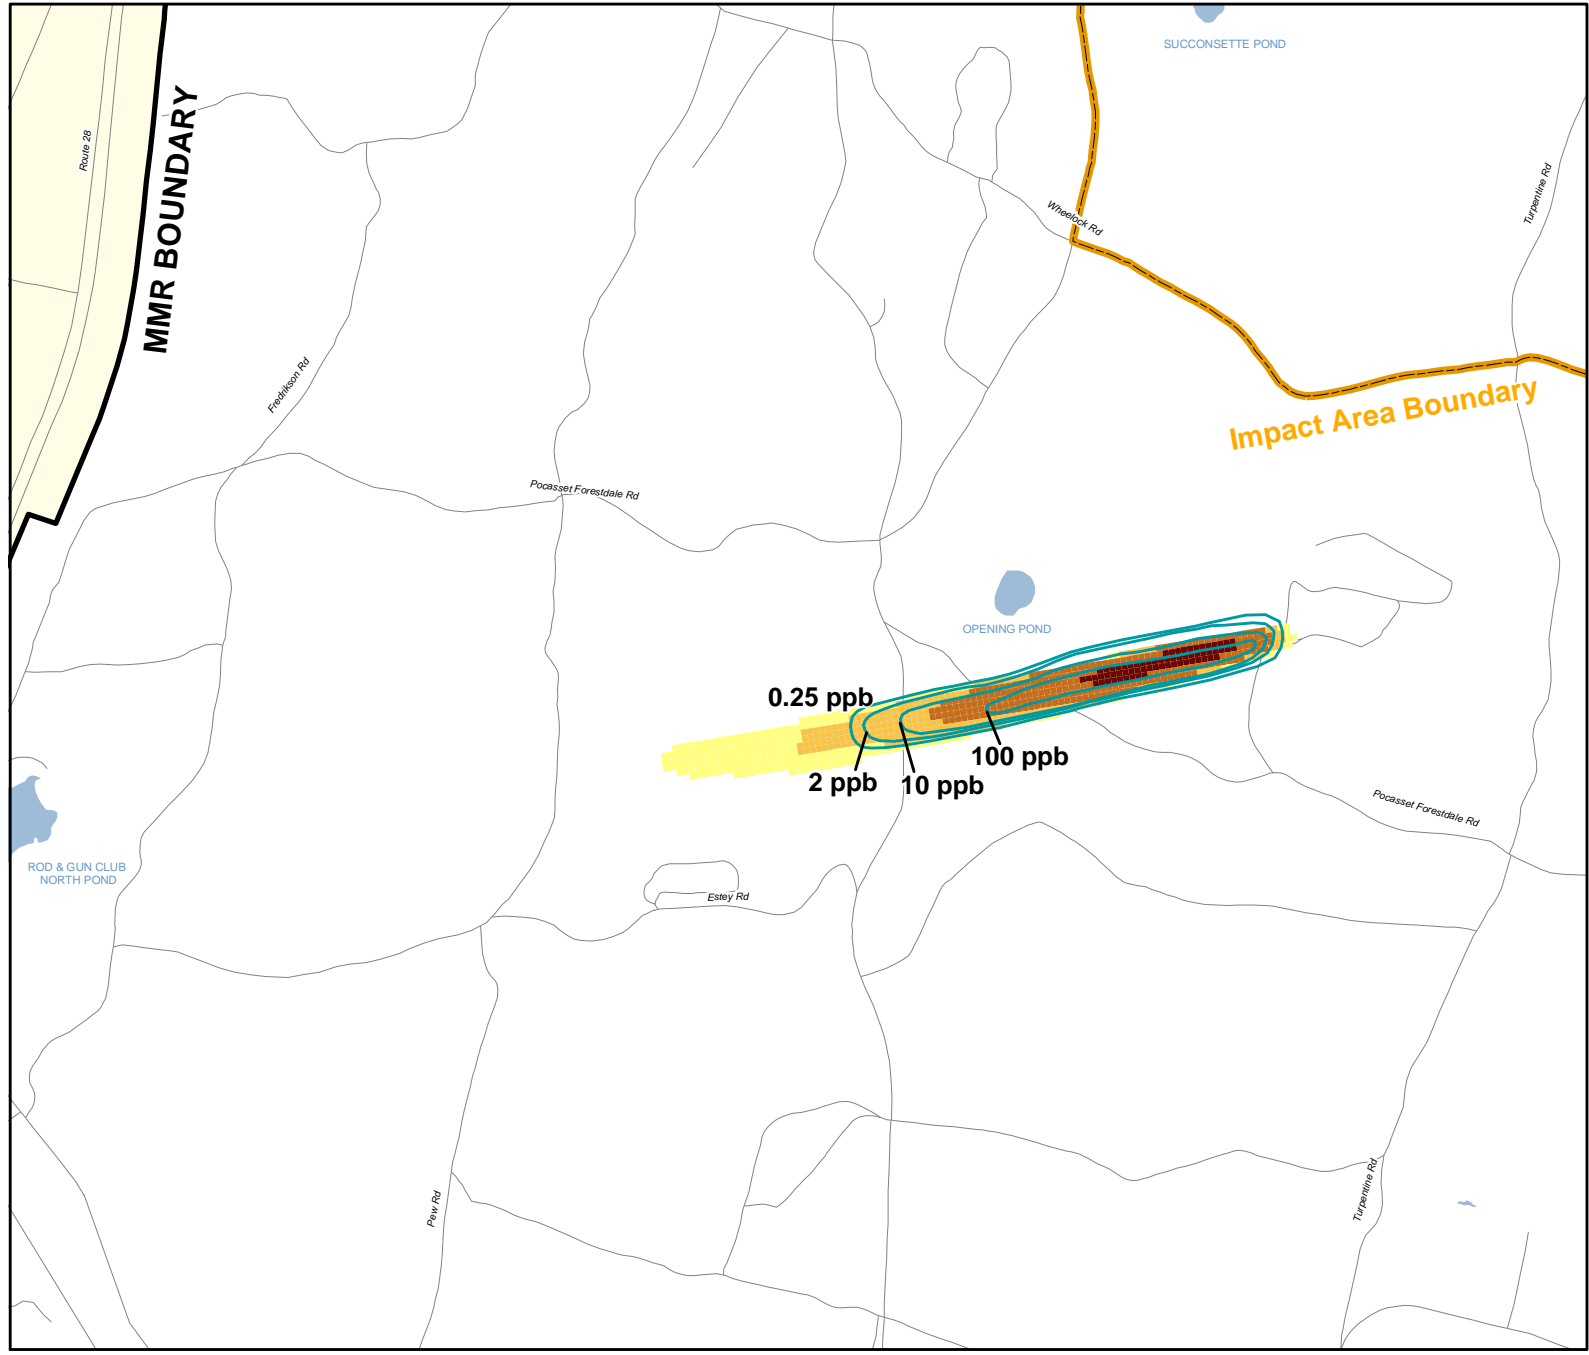 SUCCONSETTE POND
Route 28
MMR BOUNDARY
Turpentine Rd
Wheelock Rd
Fredrikson Rd
Impact Area Boundary
Pocasset Forestdale Rd
OPENING POND
0.25 ppb
100 ppb
2 ppb
10 ppb
Pocasset Forestdale Rd
ROD & GUN CLUB
NORTH POND
Estey Rd
Pew Rd
Turpentine Rd